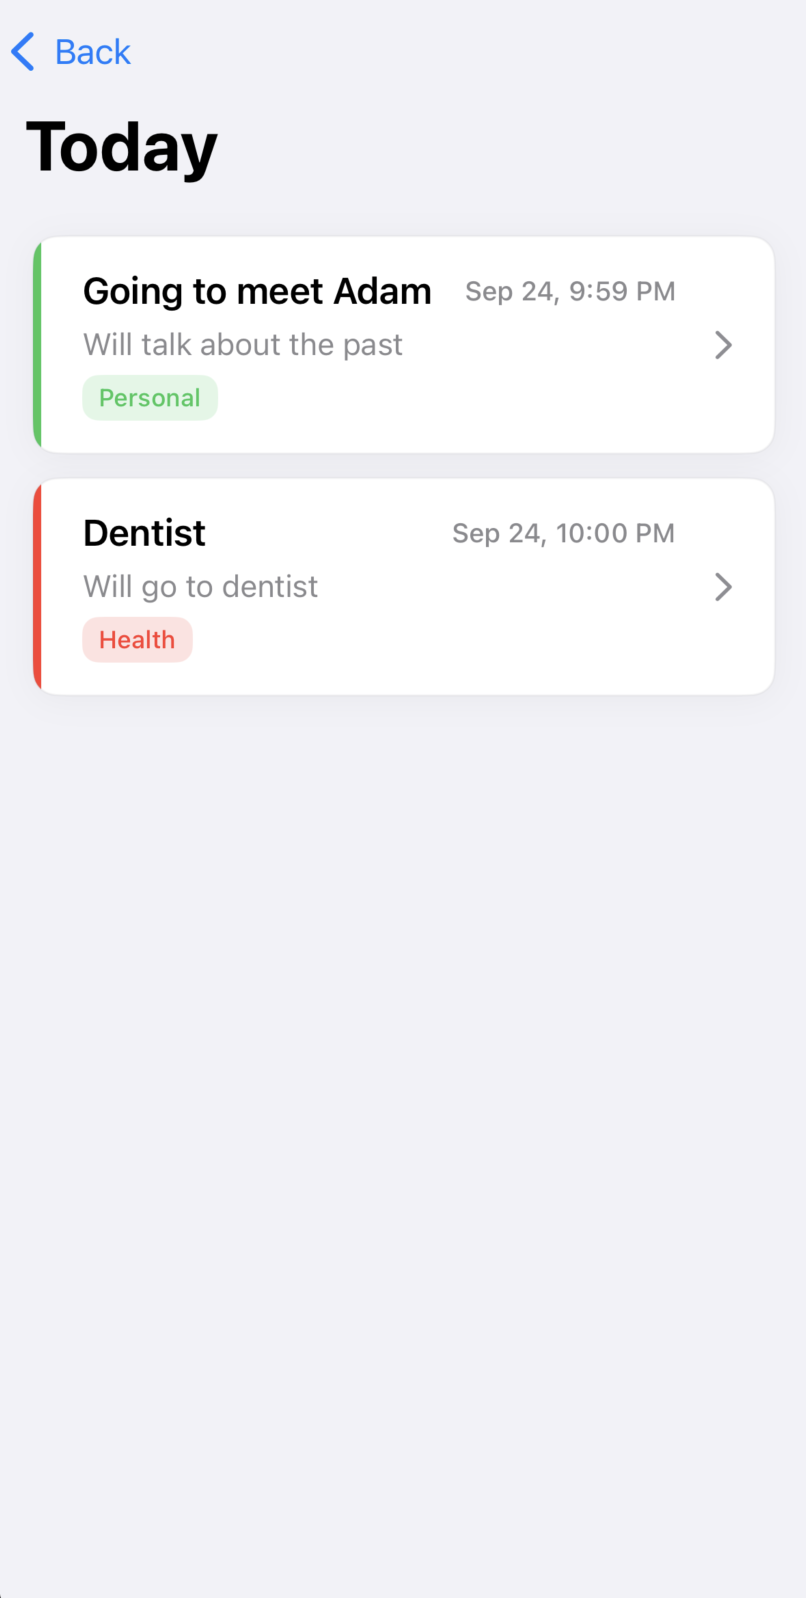 Back
Today
Going to meet Adam Sep 24, 9:59 PM
Will talk about the past
Personal
Dentist Sep 24, 10:00 PM
Will go to dentist
Health